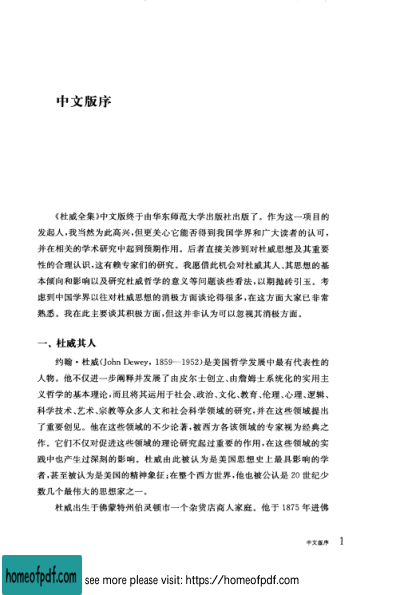 中文版序
《杜威全集》中文版终于由华东师范大学出版社出版了。作为这一项目的
发起人,我当然为此高兴,但更关心它能否得到我国学界和广大读者的认可,
并在相关的学术研究中起到预期作用。后者直接关涉到对杜威思想及其重要
性的合理认识,这有赖专家们的研究。我愿借此机会对杜威其人、其思想的基
本倾向和影响以及研究杜威哲学的意义等问题谈些看法,以期抛砖引玉。考
虑到中国学界以往对杜威思想的消极方面谈论得很多,在这方面大家已非常
熟悉。我在此主要谈其积极方面,但这并非认为可以忽视其消极方面。
一、杜威其人
约翰·杜威(John Dewey, 1859—1952)是美国哲学发展中最有代表性的
人物。他不仅进一步阐释并发展了由皮尔士创立、由詹姆士系统化的实用主
义哲学的基本理论,而且将其运用于社会、政治、文化、教育、伦理、心理、逻辑、
科学技术、艺术、宗教等众多人文和社会科学领域的研究,并在这些领域提出
了重要创见。他在这些领域的不少论著,被西方各该领域的专家视为经典之
作。它们不仅对促进这些领域的理论研究起过重要的作用,在这些领域的实
践中也产生过深刻的影响。杜威由此被认为是美国思想史上最具影响的学
者,甚至被认为是美国的精神象征;在整个西方世界,他也被公认是20世纪少
数几个最伟大的思想家之一。
杜威出生于佛蒙特州伯灵顿市一个杂货店商人家庭。他于1875年进佛
中文版序 1
homeofpdf.com
see more please visit: https://homeofpdf.com